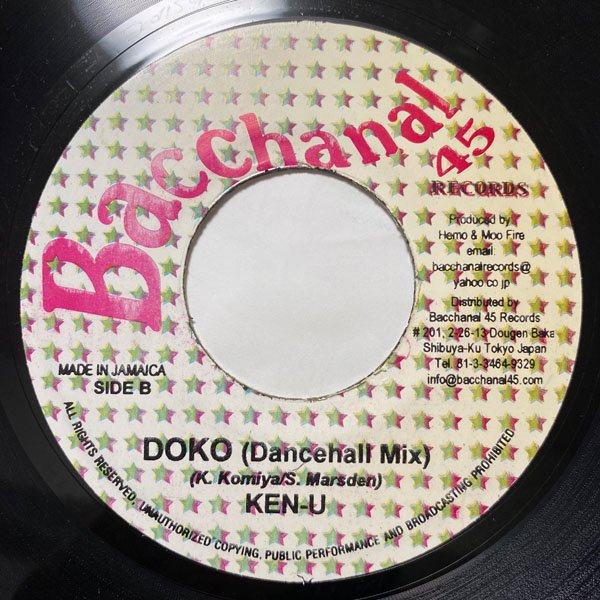 Bacchanal
45
RECORDS
Produced by
Hemo & Moo Fire
email:
bacchanalrecords@
yahoo.co.jp
Distributed by
Bacchanal 45 Records
# 201, 2-26-13 Dougen Baka
Shibuya-Ku Tokyo Japan
Tel. 81-3-3464-9329
info@bacchanal45.com
MADE IN JAMAICA
SIDE B
DOKO (Dancehall Mix)
(K. Komiya/S. Marsden)
KEN-U
ALL RIGHTS RESERVED, UNAUTHORIZED COPYING, PUBLIC PERFORMANCE AND BROADCASTING PROHIBITED